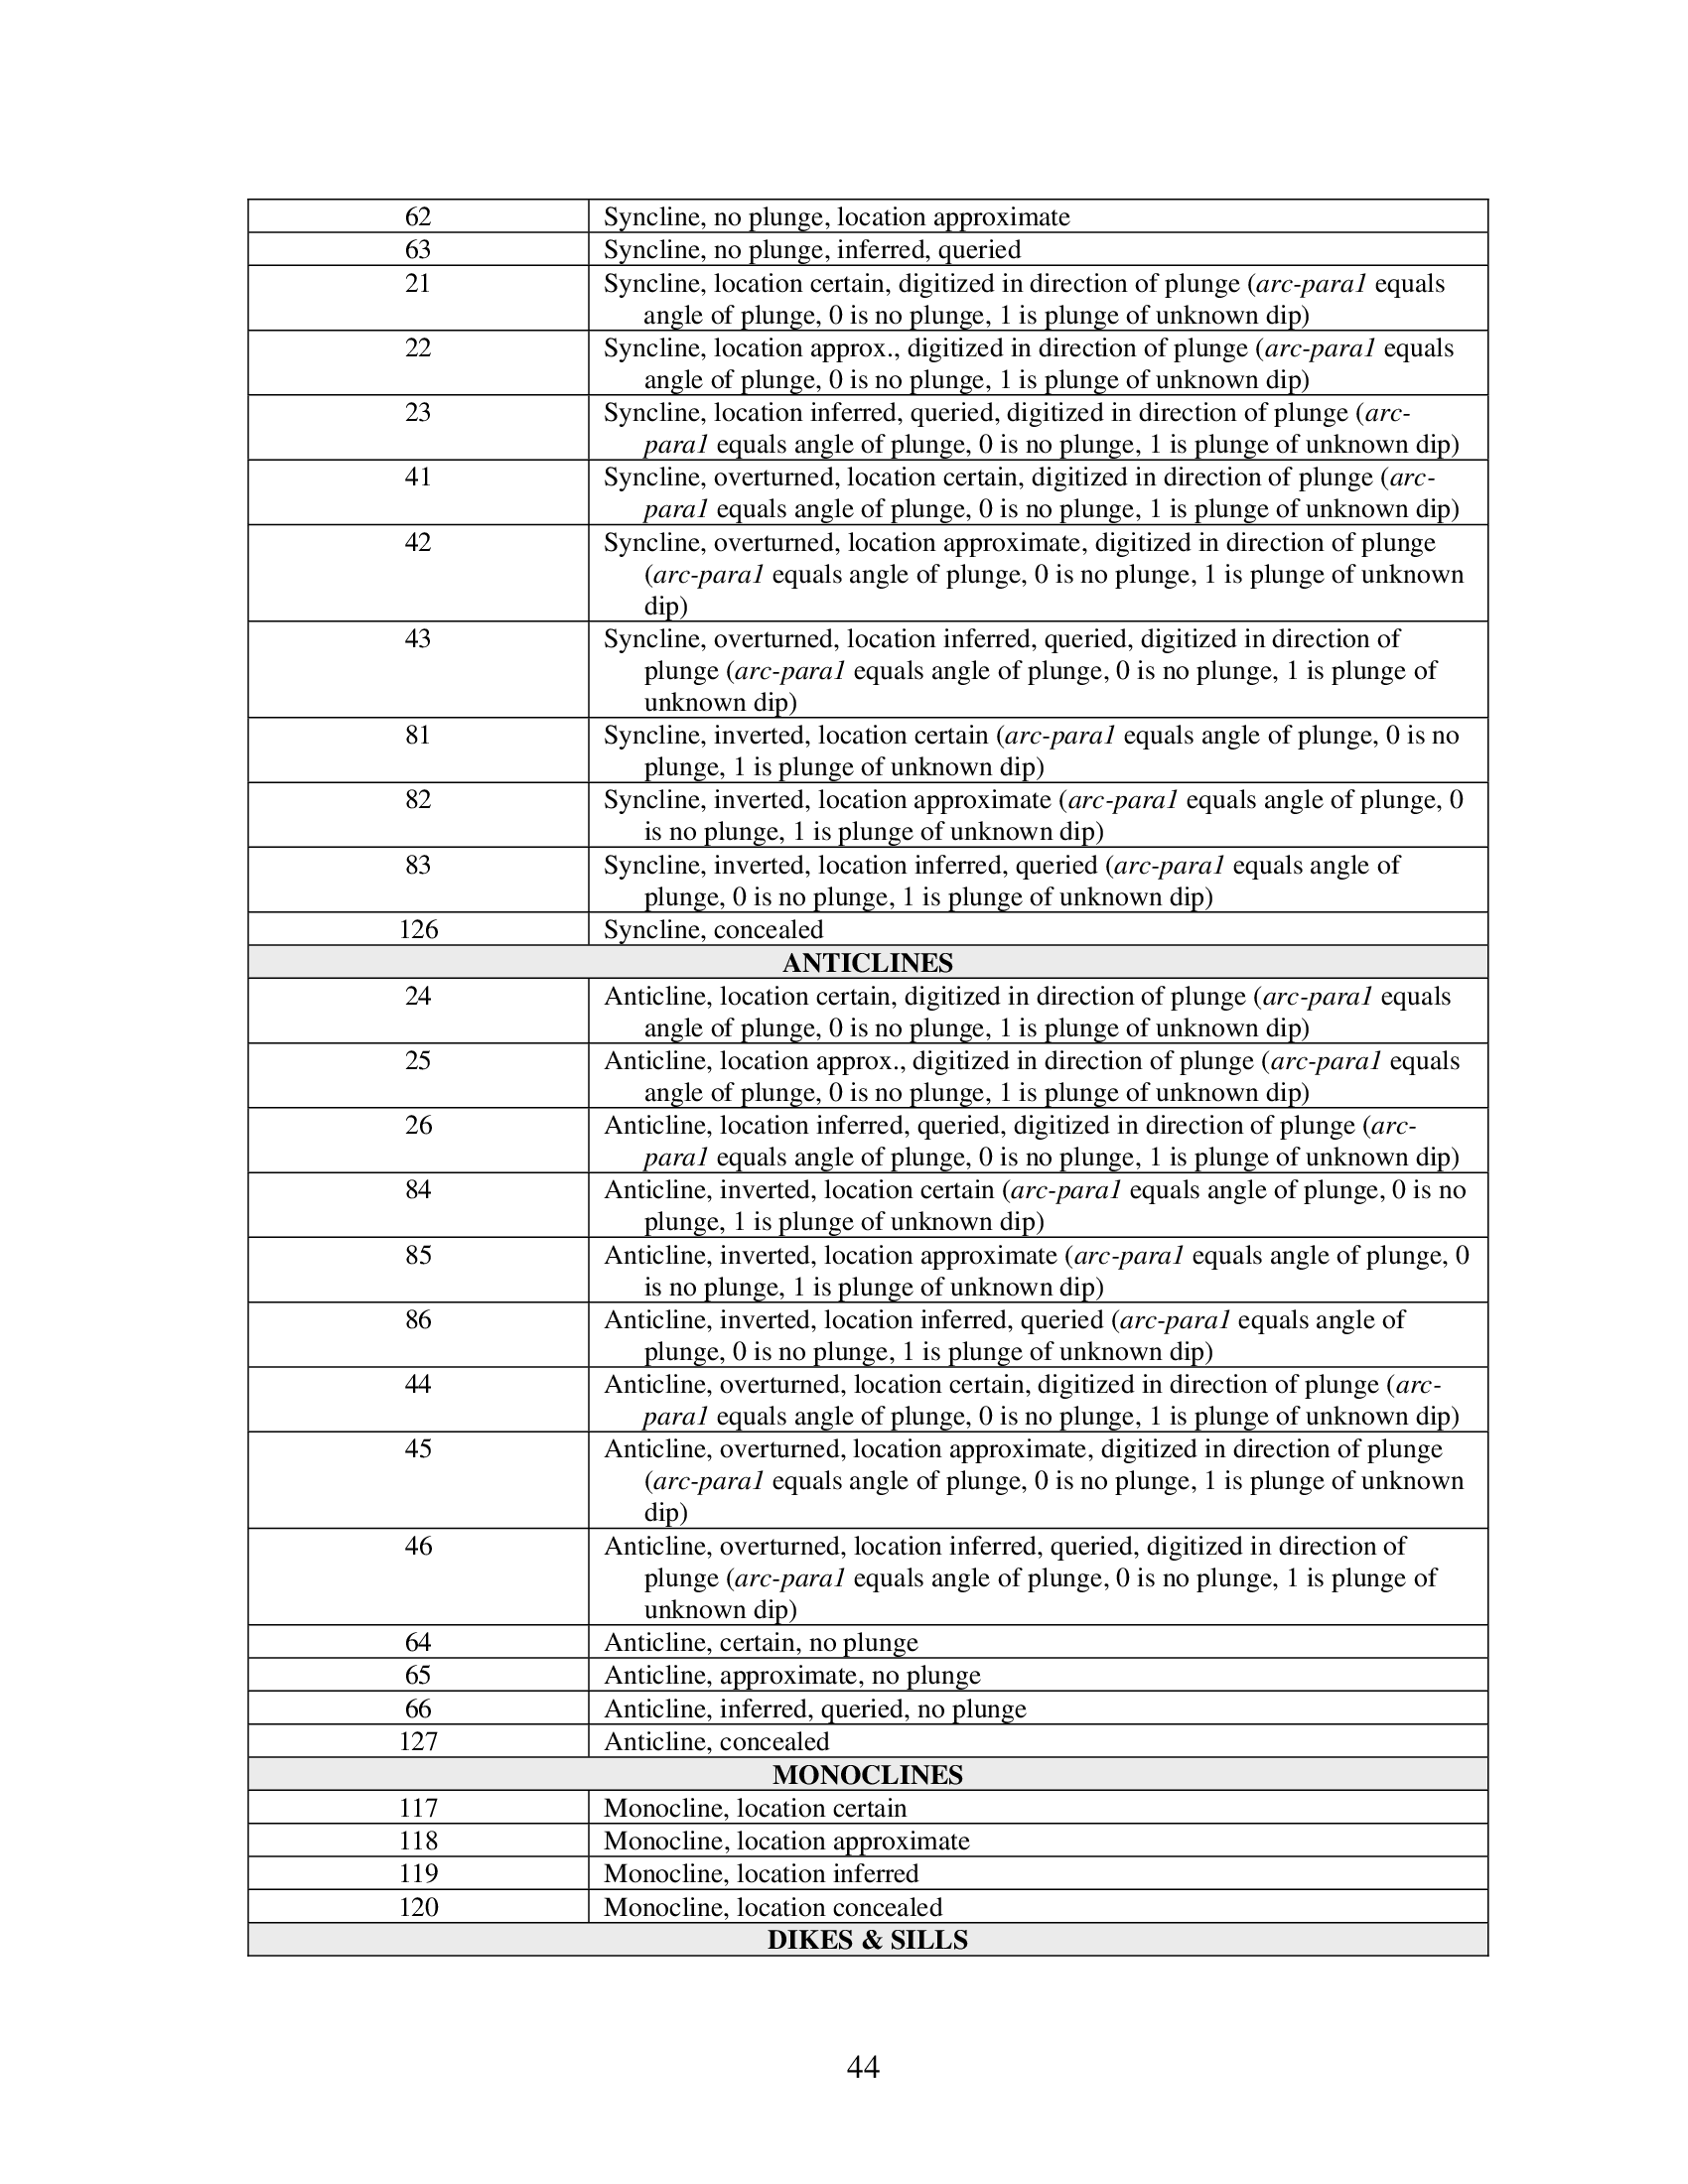 62 Syncline, no plunge, location approximate
63 Syncline, no plunge, inferred, queried
21 Syncline, location certain, digitized in direction of plunge (arc-para1 equals
angle of plunge, 0 is no plunge, 1 is plunge of unknown dip)
22 Syncline, location approx., digitized in direction of plunge (arc-para1 equals
angle of plunge, 0 is no plunge, 1 is plunge of unknown dip)
23 Syncline, location inferred, queried, digitized in direction of plunge (arc-
para1 equals angle of plunge, 0 is no plunge, 1 is plunge of unknown dip)
41 Syncline, overturned, location certain, digitized in direction of plunge (arc-
para1 equals angle of plunge, 0 is no plunge, 1 is plunge of unknown dip)
42 Syncline, overturned, location approximate, digitized in direction of plunge
(arc-para1 equals angle of plunge, 0 is no plunge, 1 is plunge of unknown
dip)
43 Syncline, overturned, location inferred, queried, digitized in direction of
plunge (arc-para1 equals angle of plunge, 0 is no plunge, 1 is plunge of
unknown dip)
81 Syncline, inverted, location certain (arc-para1 equals angle of plunge, 0 is no
plunge, 1 is plunge of unknown dip)
82 Syncline, inverted, location approximate (arc-para1 equals angle of plunge, 0
is no plunge, 1 is plunge of unknown dip)
83 Syncline, inverted, location inferred, queried (arc-para1 equals angle of
plunge, 0 is no plunge, 1 is plunge of unknown dip)
126 Syncline, concealed
ANTICLINES
24 Anticline, location certain, digitized in direction of plunge (arc-para1 equals
angle of plunge, 0 is no plunge, 1 is plunge of unknown dip)
25 Anticline, location approx., digitized in direction of plunge (arc-para1 equals
angle of plunge, 0 is no plunge, 1 is plunge of unknown dip)
26 Anticline, location inferred, queried, digitized in direction of plunge (arc-
para1 equals angle of plunge, 0 is no plunge, 1 is plunge of unknown dip)
84 Anticline, inverted, location certain (arc-para1 equals angle of plunge, 0 is no
plunge, 1 is plunge of unknown dip)
85 Anticline, inverted, location approximate (arc-para1 equals angle of plunge, 0
is no plunge, 1 is plunge of unknown dip)
86 Anticline, inverted, location inferred, queried (arc-para1 equals angle of
plunge, 0 is no plunge, 1 is plunge of unknown dip)
44 Anticline, overturned, location certain, digitized in direction of plunge (arc-
para1 equals angle of plunge, 0 is no plunge, 1 is plunge of unknown dip)
45 Anticline, overturned, location approximate, digitized in direction of plunge
(arc-para1 equals angle of plunge, 0 is no plunge, 1 is plunge of unknown
dip)
46 Anticline, overturned, location inferred, queried, digitized in direction of
plunge (arc-para1 equals angle of plunge, 0 is no plunge, 1 is plunge of
unknown dip)
64 Anticline, certain, no plunge
65 Anticline, approximate, no plunge
66 Anticline, inferred, queried, no plunge
127 Anticline, concealed
MONOCLINES
117 Monocline, location certain
118 Monocline, location approximate
119 Monocline, location inferred
120 Monocline, location concealed
DIKES & SILLS
44